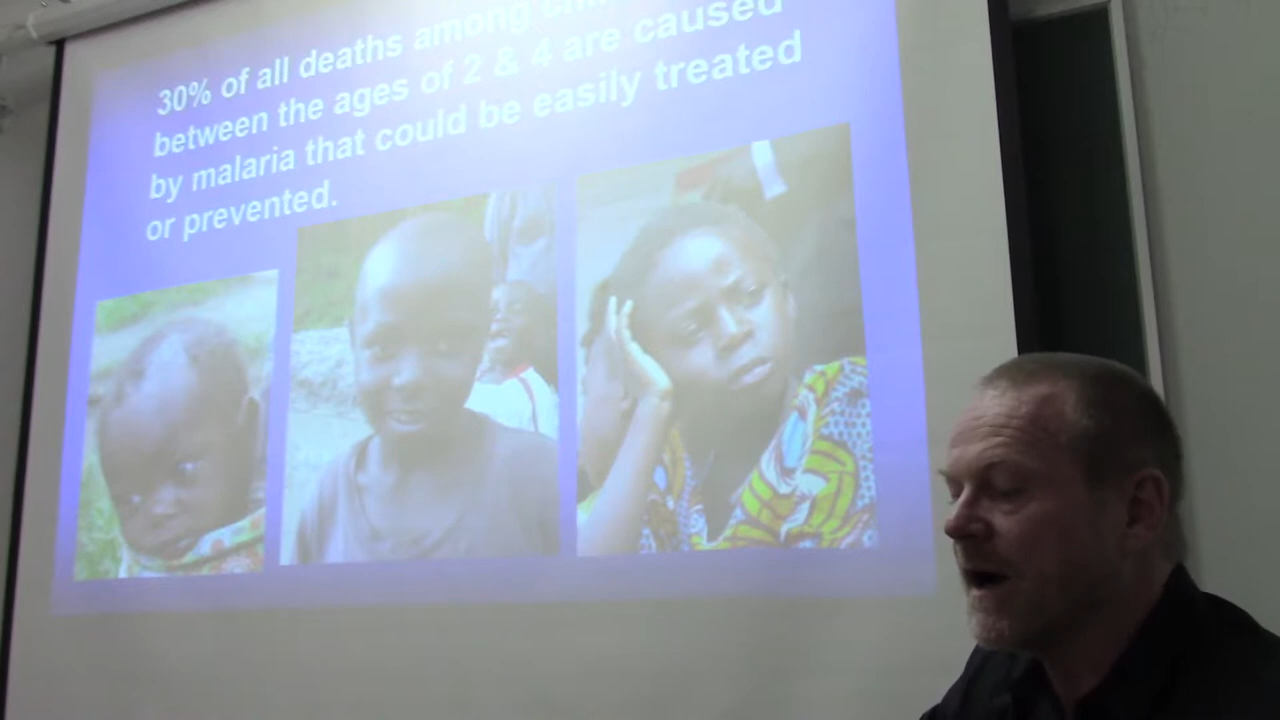 30% of all deaths among
between the ages of 2 & 4 are caused
by malaria that could be easily treated
or prevented.